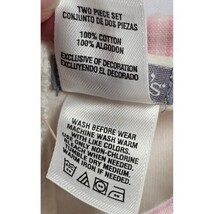 TWO PIECE SET
CONJUNTO DE DOS PIEZAS
100% COTTON
100% ALGODON
EXCLUSIVE OF DECORATION
EXCLUYENDO EL DECORADO
'S
WASH BEFORE WEAR
MACHINE WASH WARM
WITH LIKE COLORS.
ONLY NON-CHLORINE
BLEACH WHEN NEEDED.
TUMBLE DRY MEDIUM.
WARM IRON
IF NEEDED.